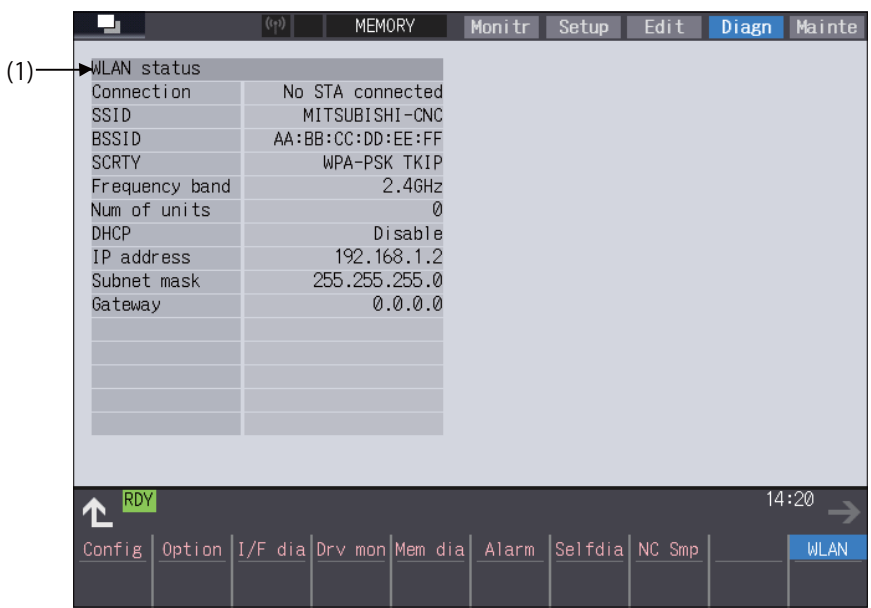 MEMORY Monitr Setup Edit Diagn Mainte
(1)
WLAN status
Connection No STA connected
SSID MITSUBISHI-CNC
BSSID AA:BB:CC:DD:EE:FF
SCRTY WPA-PSK TKIP
Frequency band 2.4GHz
Num of units 0
DHCP Disable
IP address 192.168.1.2
Subnet mask 255.255.255.0
Gateway 0.0.0.0
RDY 14:20
Config Option I/F dia Drv mon Mem dia Alarm Selfdia NC Smp WLAN